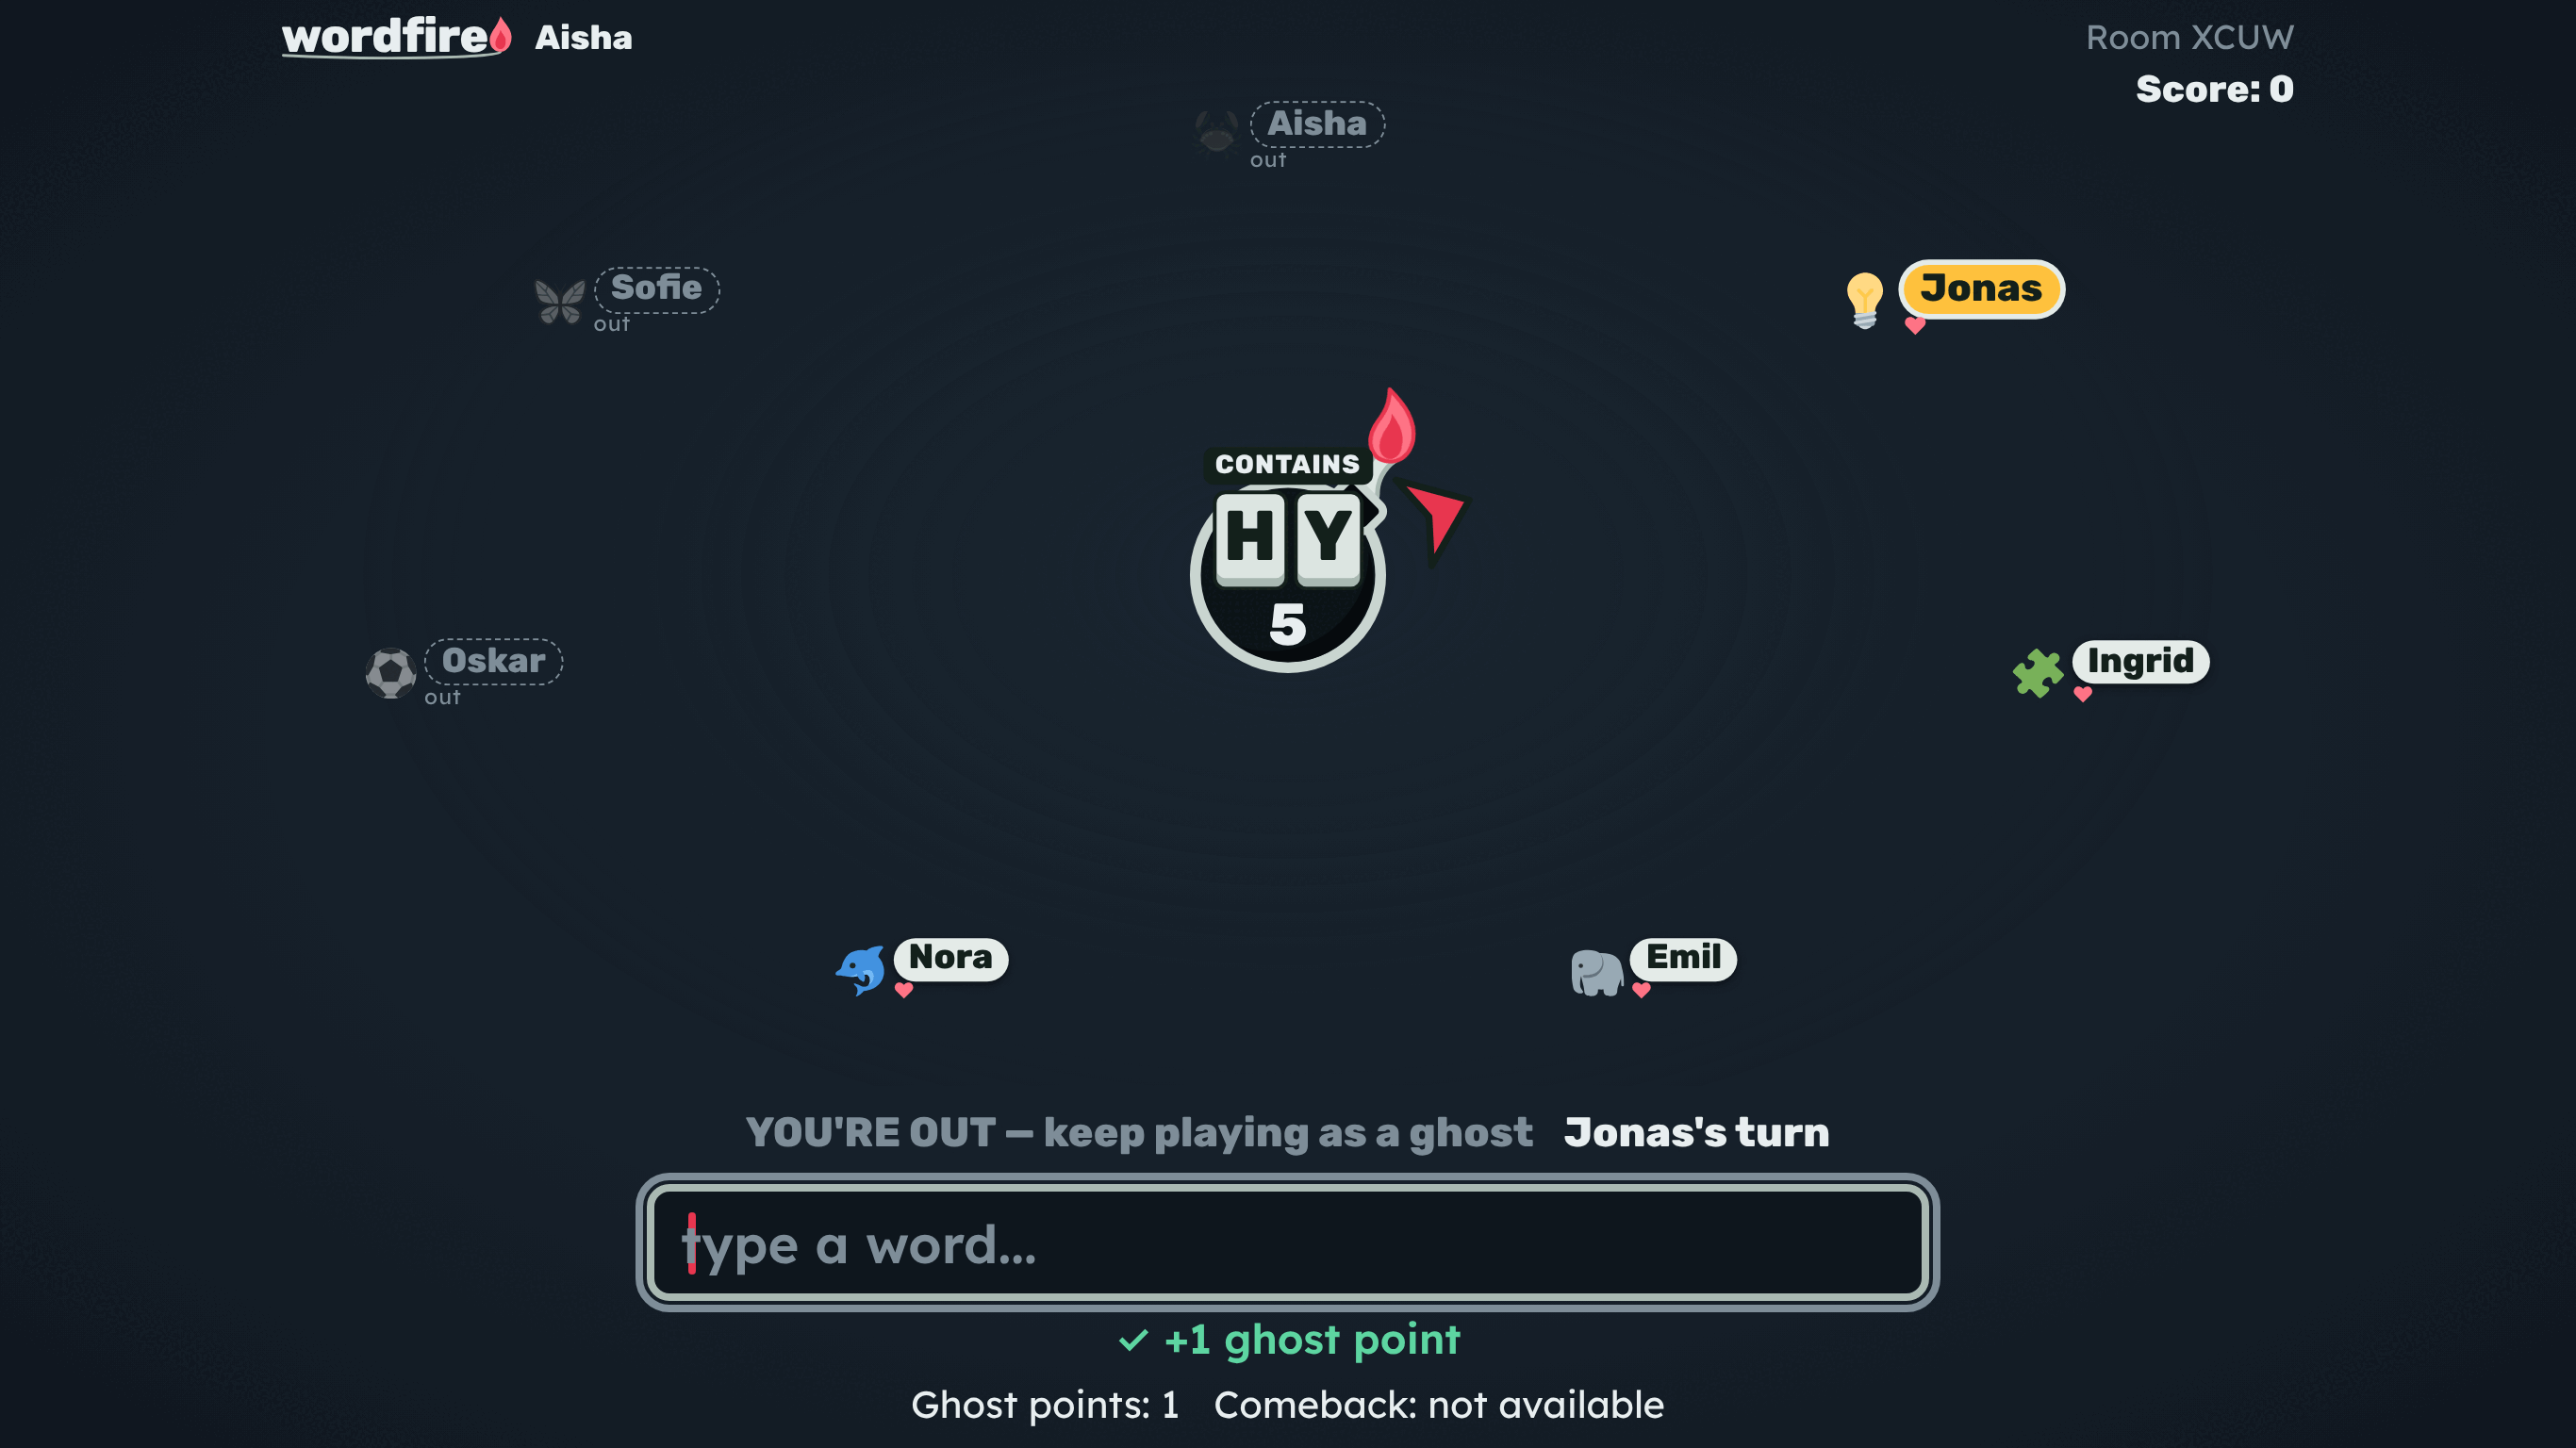 wordfire Aisha
Room XCUW
Score: 0
Aisha
out
Sofie
out
Jonas
CONTAINS
HY
5
Oskar
out
Ingrid
Nora
Emil
YOU'RE OUT — keep playing as a ghost Jonas's turn
type a word...
✓ +1 ghost point
Ghost points: 1 Comeback: not available